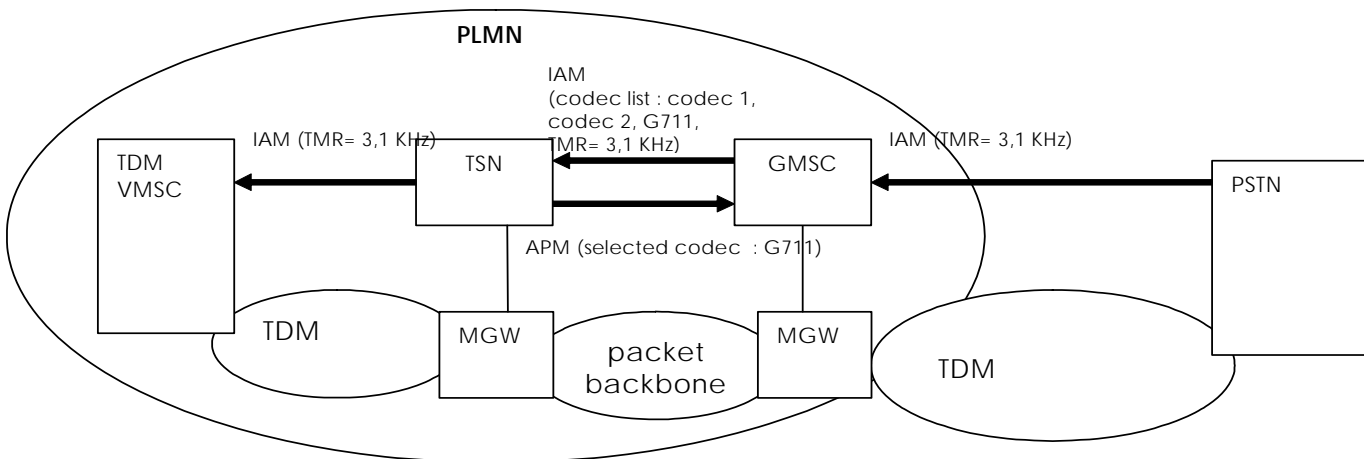 PLMN
IAM
(codec list : codec 1,
codec 2, G711,
TMR= 3,1 KHz)
IAM (TMR= 3,1 KHz)
IAM (TMR= 3,1 KHz)
TDM
VMSC
TSN
GMSC
PSTN
APM (selected codec : G711)
TDM
MGW
packet
backbone
MGW
TDM